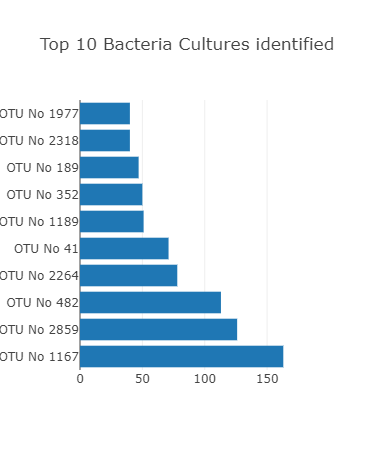 Top 10 Bacteria Cultures identified
OTU No 1977
OTU No 2318
OTU No 189
OTU No 352
OTU No 1189
OTU No 41
OTU No 2264
OTU No 482
OTU No 2859
OTU No 1167
0 50 100 150